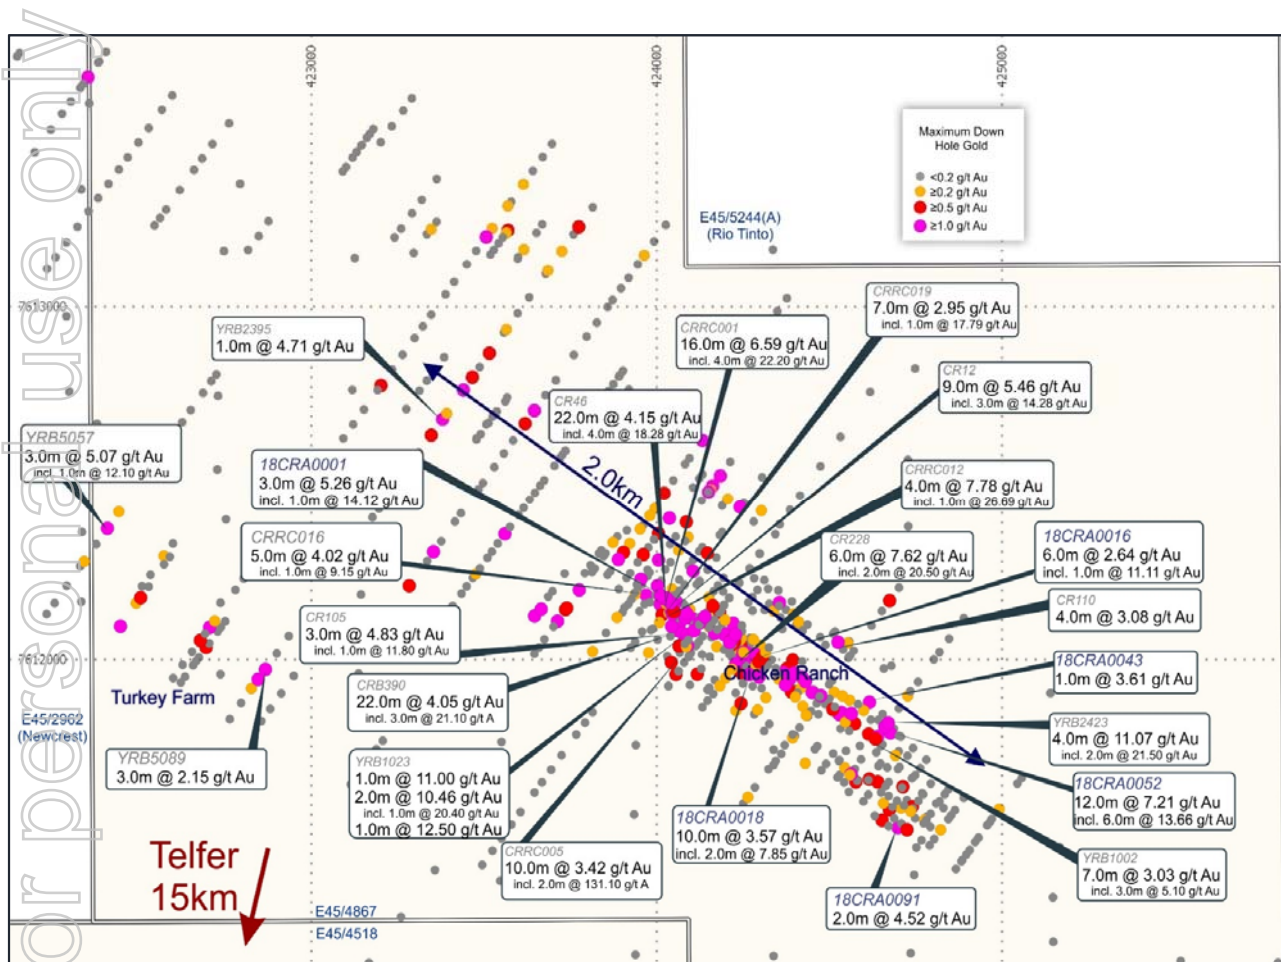 For personal use only
423000
424000
425000
Maximum Down
Hole Gold
<0.2 g/t Au
≥0.2 g/t Au
≥0.5 g/t Au
≥1.0 g/t Au
E45/5244(A)
(Rio Tinto)
7613000
CRRC019
7.0m @ 2.95 g/t Au
incl. 1.0m @ 17.79 g/t Au
YRB2395
1.0m @ 4.71 g/t Au
CRRC001
16.0m @ 6.59 g/t Au
incl. 4.0m @ 22.20 g/t Au
CR12
9.0m @ 5.46 g/t Au
incl. 3.0m @ 14.28 g/t Au
CR46
22.0m @ 4.15 g/t Au
incl. 4.0m @ 18.28 g/t Au
YRB5057
3.0m @ 5.07 g/t Au
incl. 1.0m @ 12.10 g/t Au
2.0km
18CRA0001
3.0m @ 5.26 g/t Au
incl. 1.0m @ 14.12 g/t Au
CRRC012
4.0m @ 7.78 g/t Au
incl. 1.0m @ 26.69 g/t Au
CRRC016
5.0m @ 4.02 g/t Au
incl. 1.0m @ 9.15 g/t Au
CR228
6.0m @ 7.62 g/t Au
incl. 2.0m @ 20.50 g/t Au
18CRA0016
6.0m @ 2.64 g/t Au
incl. 1.0m @ 11.11 g/t Au
CR110
4.0m @ 3.08 g/t Au
CR105
3.0m @ 4.83 g/t Au
incl. 1.0m @ 11.80 g/t Au
7612000
18CRA0043
1.0m @ 3.61 g/t Au
Chicken Ranch
Turkey Farm
CRB390
22.0m @ 4.05 g/t Au
incl. 3.0m @ 21.10 g/t A
E45/2962
(Newcrest)
YRB2423
4.0m @ 11.07 g/t Au
incl. 2.0m @ 21.50 g/t Au
YRB5089
3.0m @ 2.15 g/t Au
YRB1023
1.0m @ 11.00 g/t Au
2.0m @ 10.46 g/t Au
incl. 1.0m @ 20.40 g/t Au
1.0m @ 12.50 g/t Au
18CRA0052
12.0m @ 7.21 g/t Au
incl. 6.0m @ 13.66 g/t Au
18CRA0018
10.0m @ 3.57 g/t Au
incl. 2.0m @ 7.85 g/t Au
CRRC005
10.0m @ 3.42 g/t Au
incl. 2.0m @ 131.10 g/t A
YRB1002
7.0m @ 3.03 g/t Au
incl. 3.0m @ 5.10 g/t Au
Telfer
15km
18CRA0091
2.0m @ 4.52 g/t Au
E45/4867
E45/4518